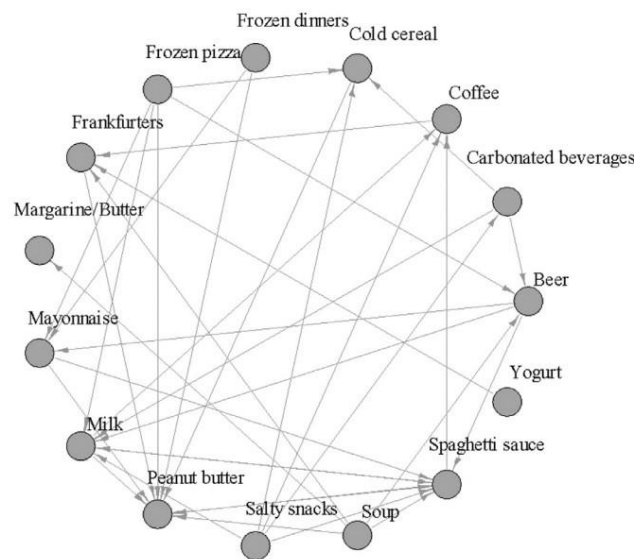 Frozen dinners
Cold cereal
Frozen pizza
Coffee
Frankfurters
Carbonated beverages
Margarine/Butter
Beer
Mayonnaise
Yogurt
Milk
Spaghetti sauce
Peanut butter
Salty snacks
Soup